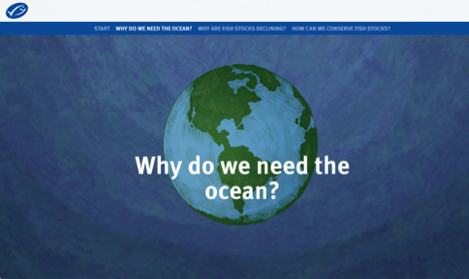 START WHY DO WE NEED THE OCEAN? WHY ARE FISH STOCKS DECLINING? HOW CAN WE CONSERVE FISH STOCKS?
Why do we need the
ocean?